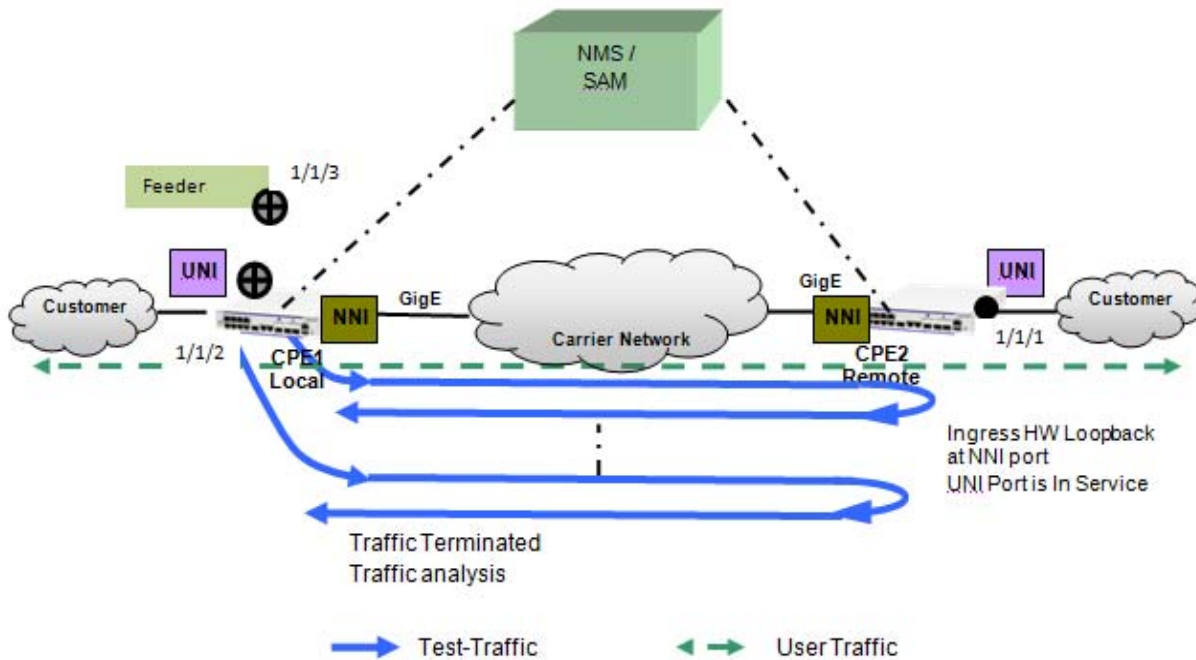 NMS /
SAM
1/1/3
Feeder
UNI
UNI
Customer
NNI
GigE
Carrier Network
GigE
NNI
Customer
1/1/2
CPE1
Local
CPE2
Remote
1/1/1
Ingress HW Loopback
at NNI port
UNI Port is In Service
Traffic Terminated
Traffic analysis
Test-Traffic
User Traffic